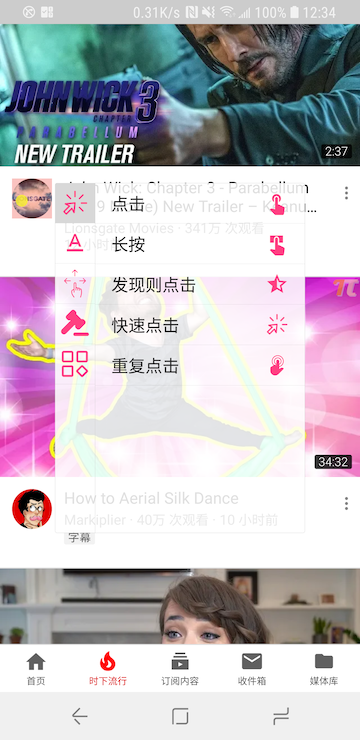 0.31K/s 100% 12:34
JOHN WICK 3
CHAPTER
PARABELLUM
NEW TRAILER
2:37
John Wick: Chapter 3 - Parabellum
New Trailer –
Lionsgate Movies · 341万 次观看 ·
小时前
点击
长按
发现则点击
快速点击
重复点击
34:32
How to Aerial Silk Dance
Markiplier · 40万 次观看 · 10 小时前
字幕
首页 时下流行 订阅内容 收件箱 媒体库